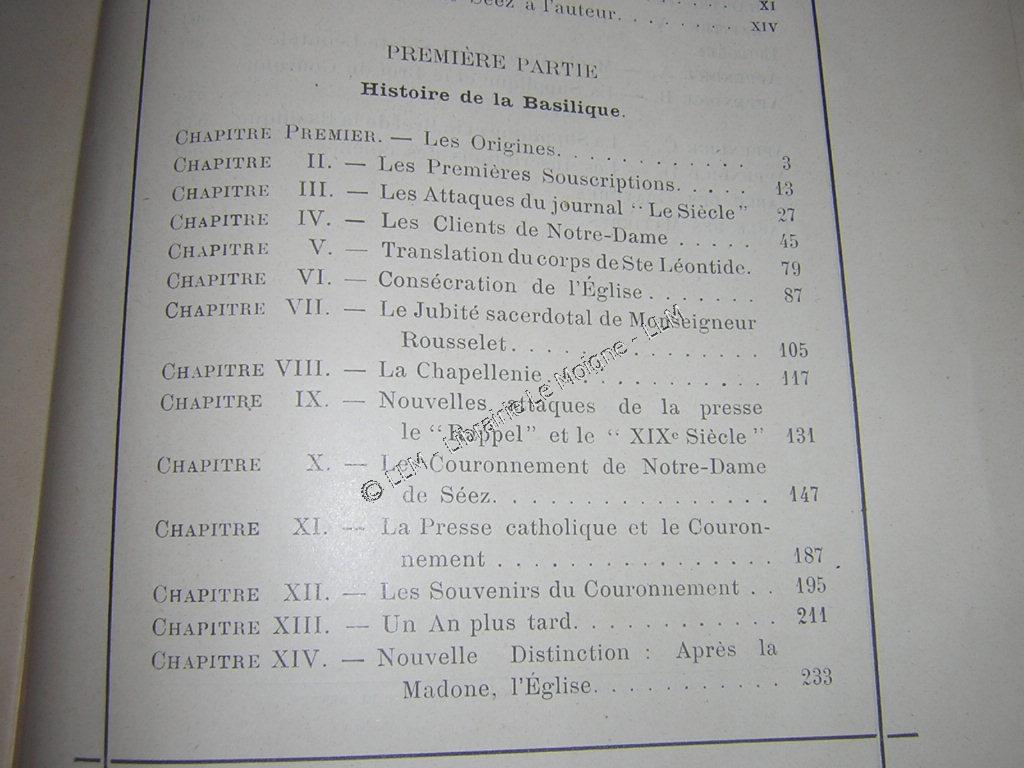 XI
Séez à l'auteur. . . . . . . . XIV
PREMIÈRE PARTIE
Histoire de la Basilique.
CHAPITRE PREMIER. — Les Origines. . . . . . . . . . . . 3
CHAPITRE II. — Les Premières Souscriptions. . . . . 13
CHAPITRE III. — Les Attaques du journal "Le Siècle" 27
CHAPITRE IV. — Les Clients de Notre-Dame . . . . . 45
CHAPITRE V. — Translation du corps de Ste Léontide. 79
CHAPITRE VI. — Consécration de l'Église . . . . . . . 87
CHAPITRE VII. — Le Jubité sacerdotal de Monseigneur
Rousselet. . . . . . . . . . . . . . . 105
CHAPITRE VIII. — La Chapellenie. . . . . . . . . . . . 117
CHAPITRE IX. — Nouvelles attaques de la presse
le "Rappel" et le "XIXe Siècle" 131
CHAPITRE X. — Le Couronnement de Notre-Dame
de Séez. . . . . . . . . . . . . . . . 147
CHAPITRE XI. — La Presse catholique et le Couron-
nement . . . . . . . . . . . . . . . . 187
CHAPITRE XII. — Les Souvenirs du Couronnement . . 195
CHAPITRE XIII. — Un An plus tard. . . . . . . . . . . 211
CHAPITRE XIV. — Nouvelle Distinction : Après la
Madone, l'Église. . . . . . . . . . . 233
© LLM - Librairie Le Moigne - LLM